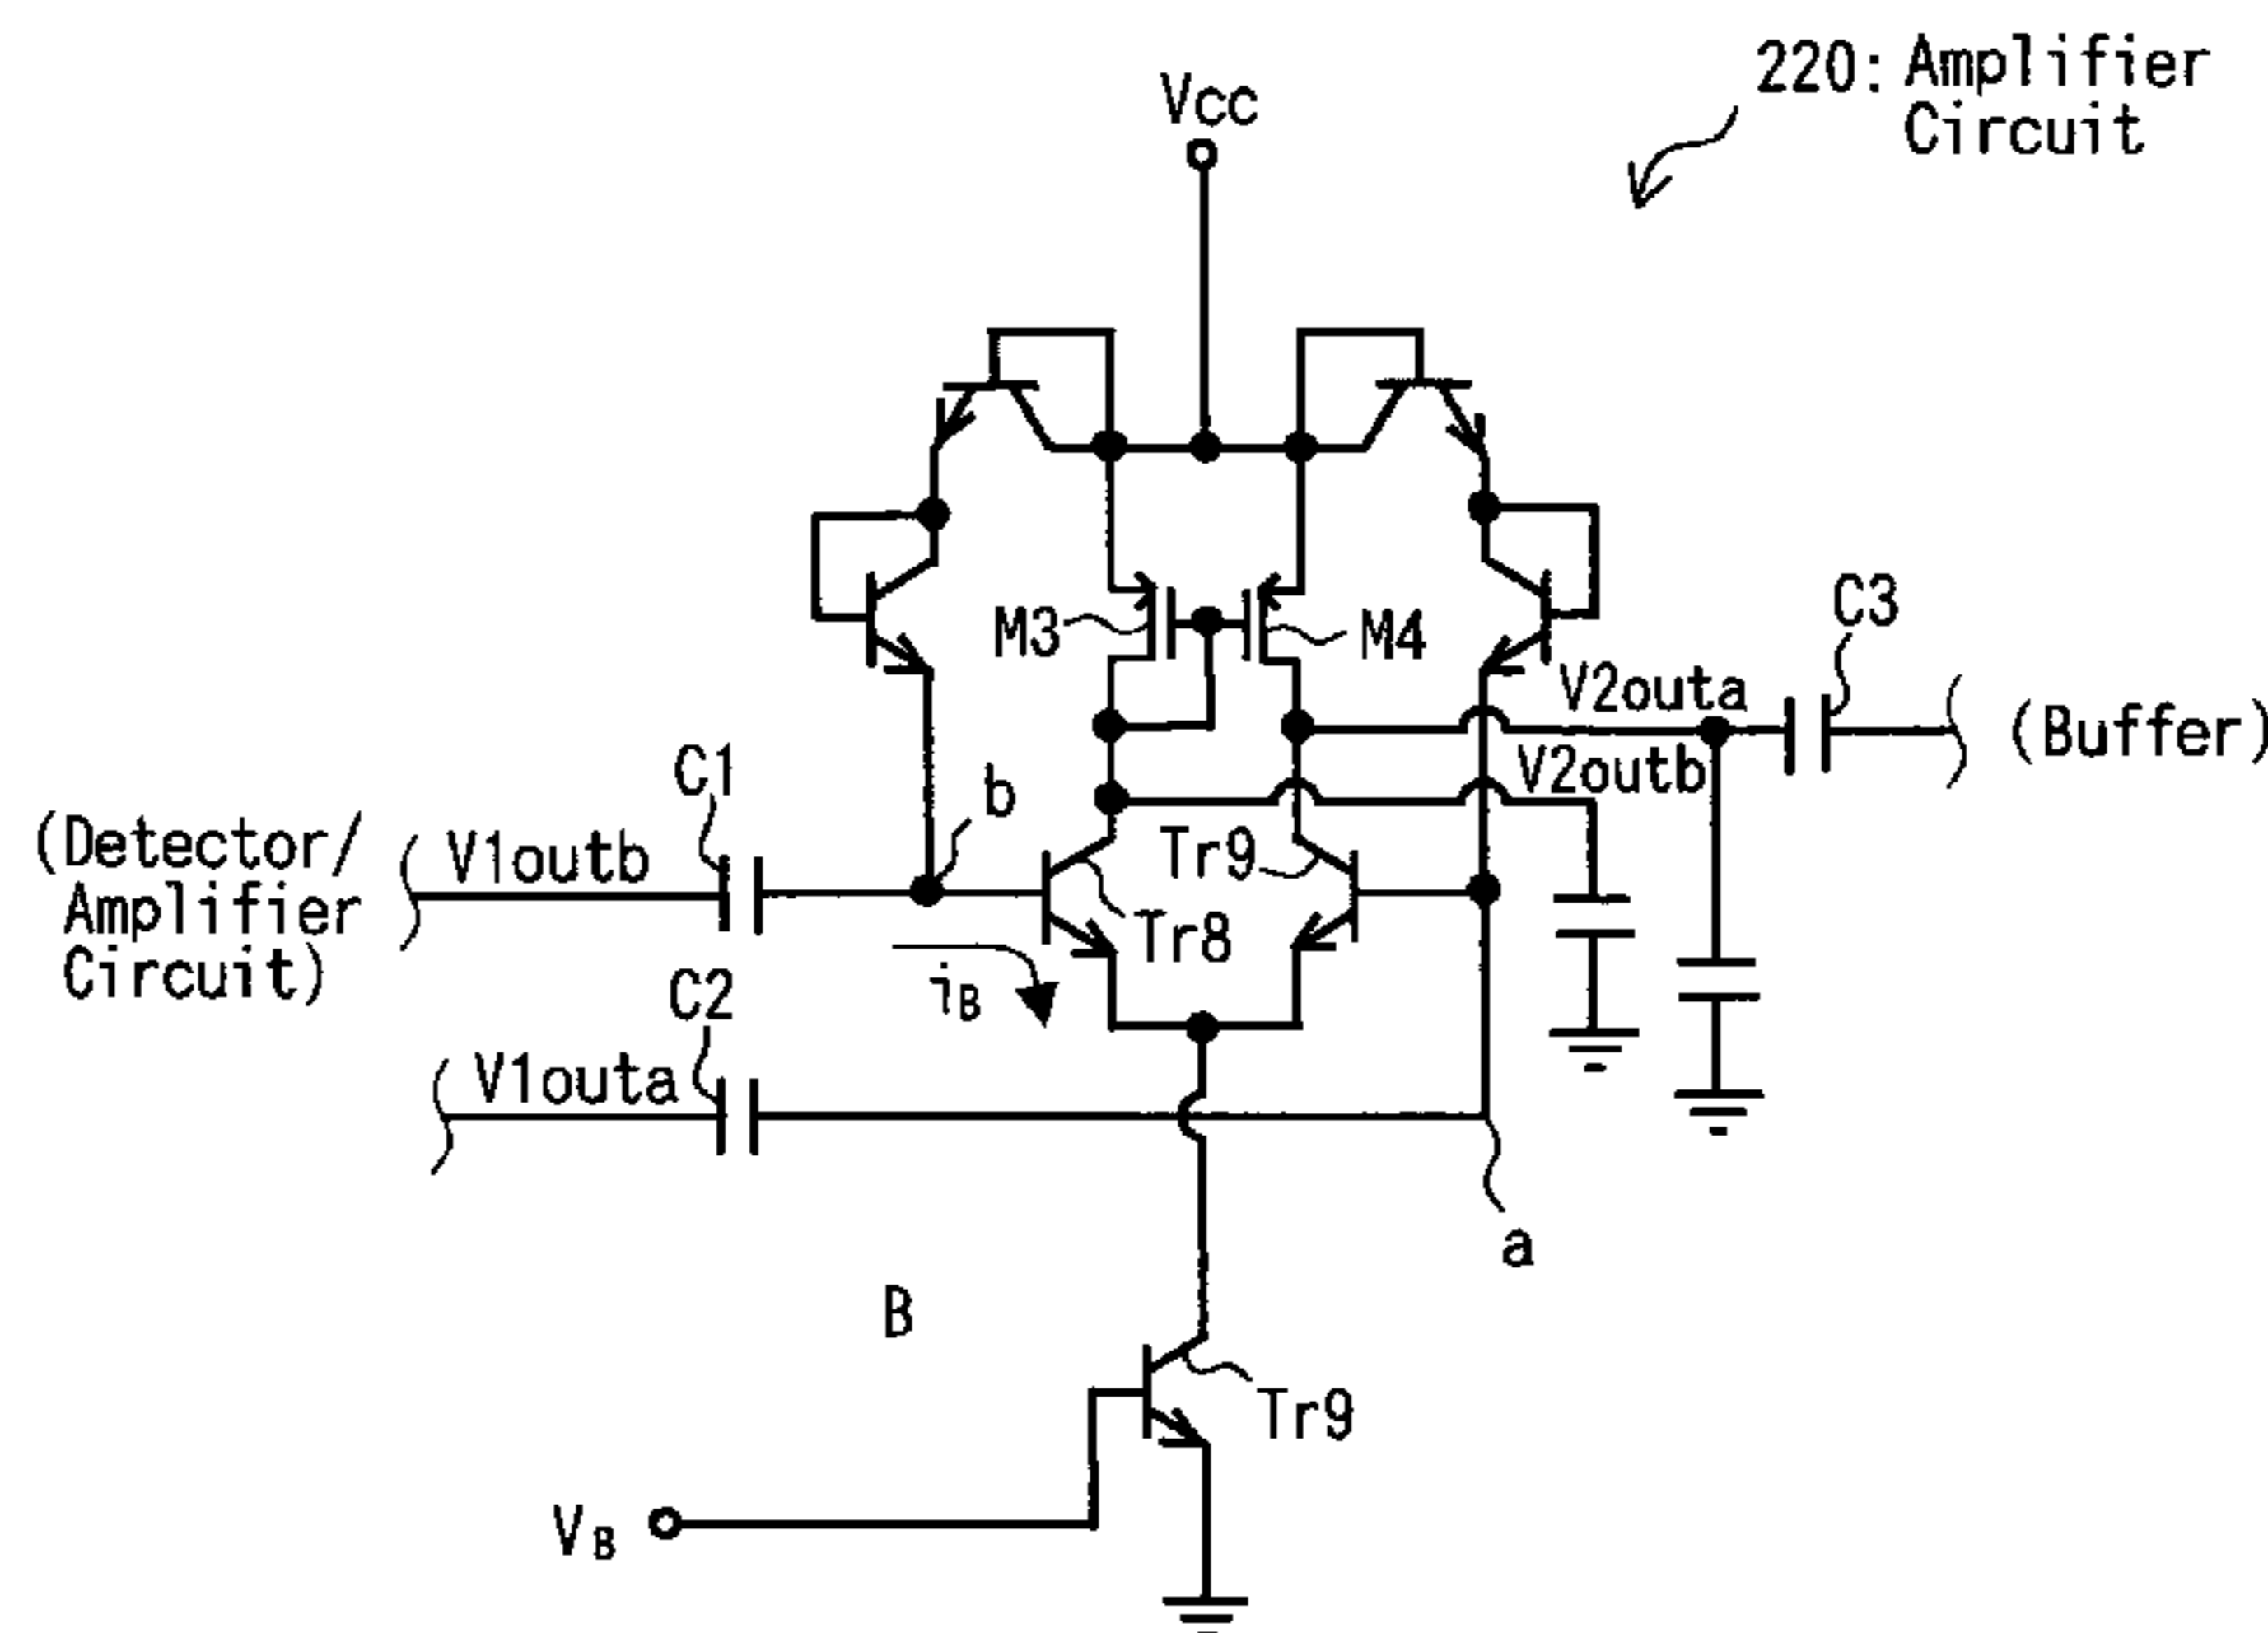 220: Amplifier
Circuit
VCC
M3
M4
C3
V2outa
(Buffer)
V2outb
C1
b
(Detector/
Amplifier
Circuit)
V1outb
Tr9
Tr8
iB
C2
V1outa
a
B
Tr9
VB